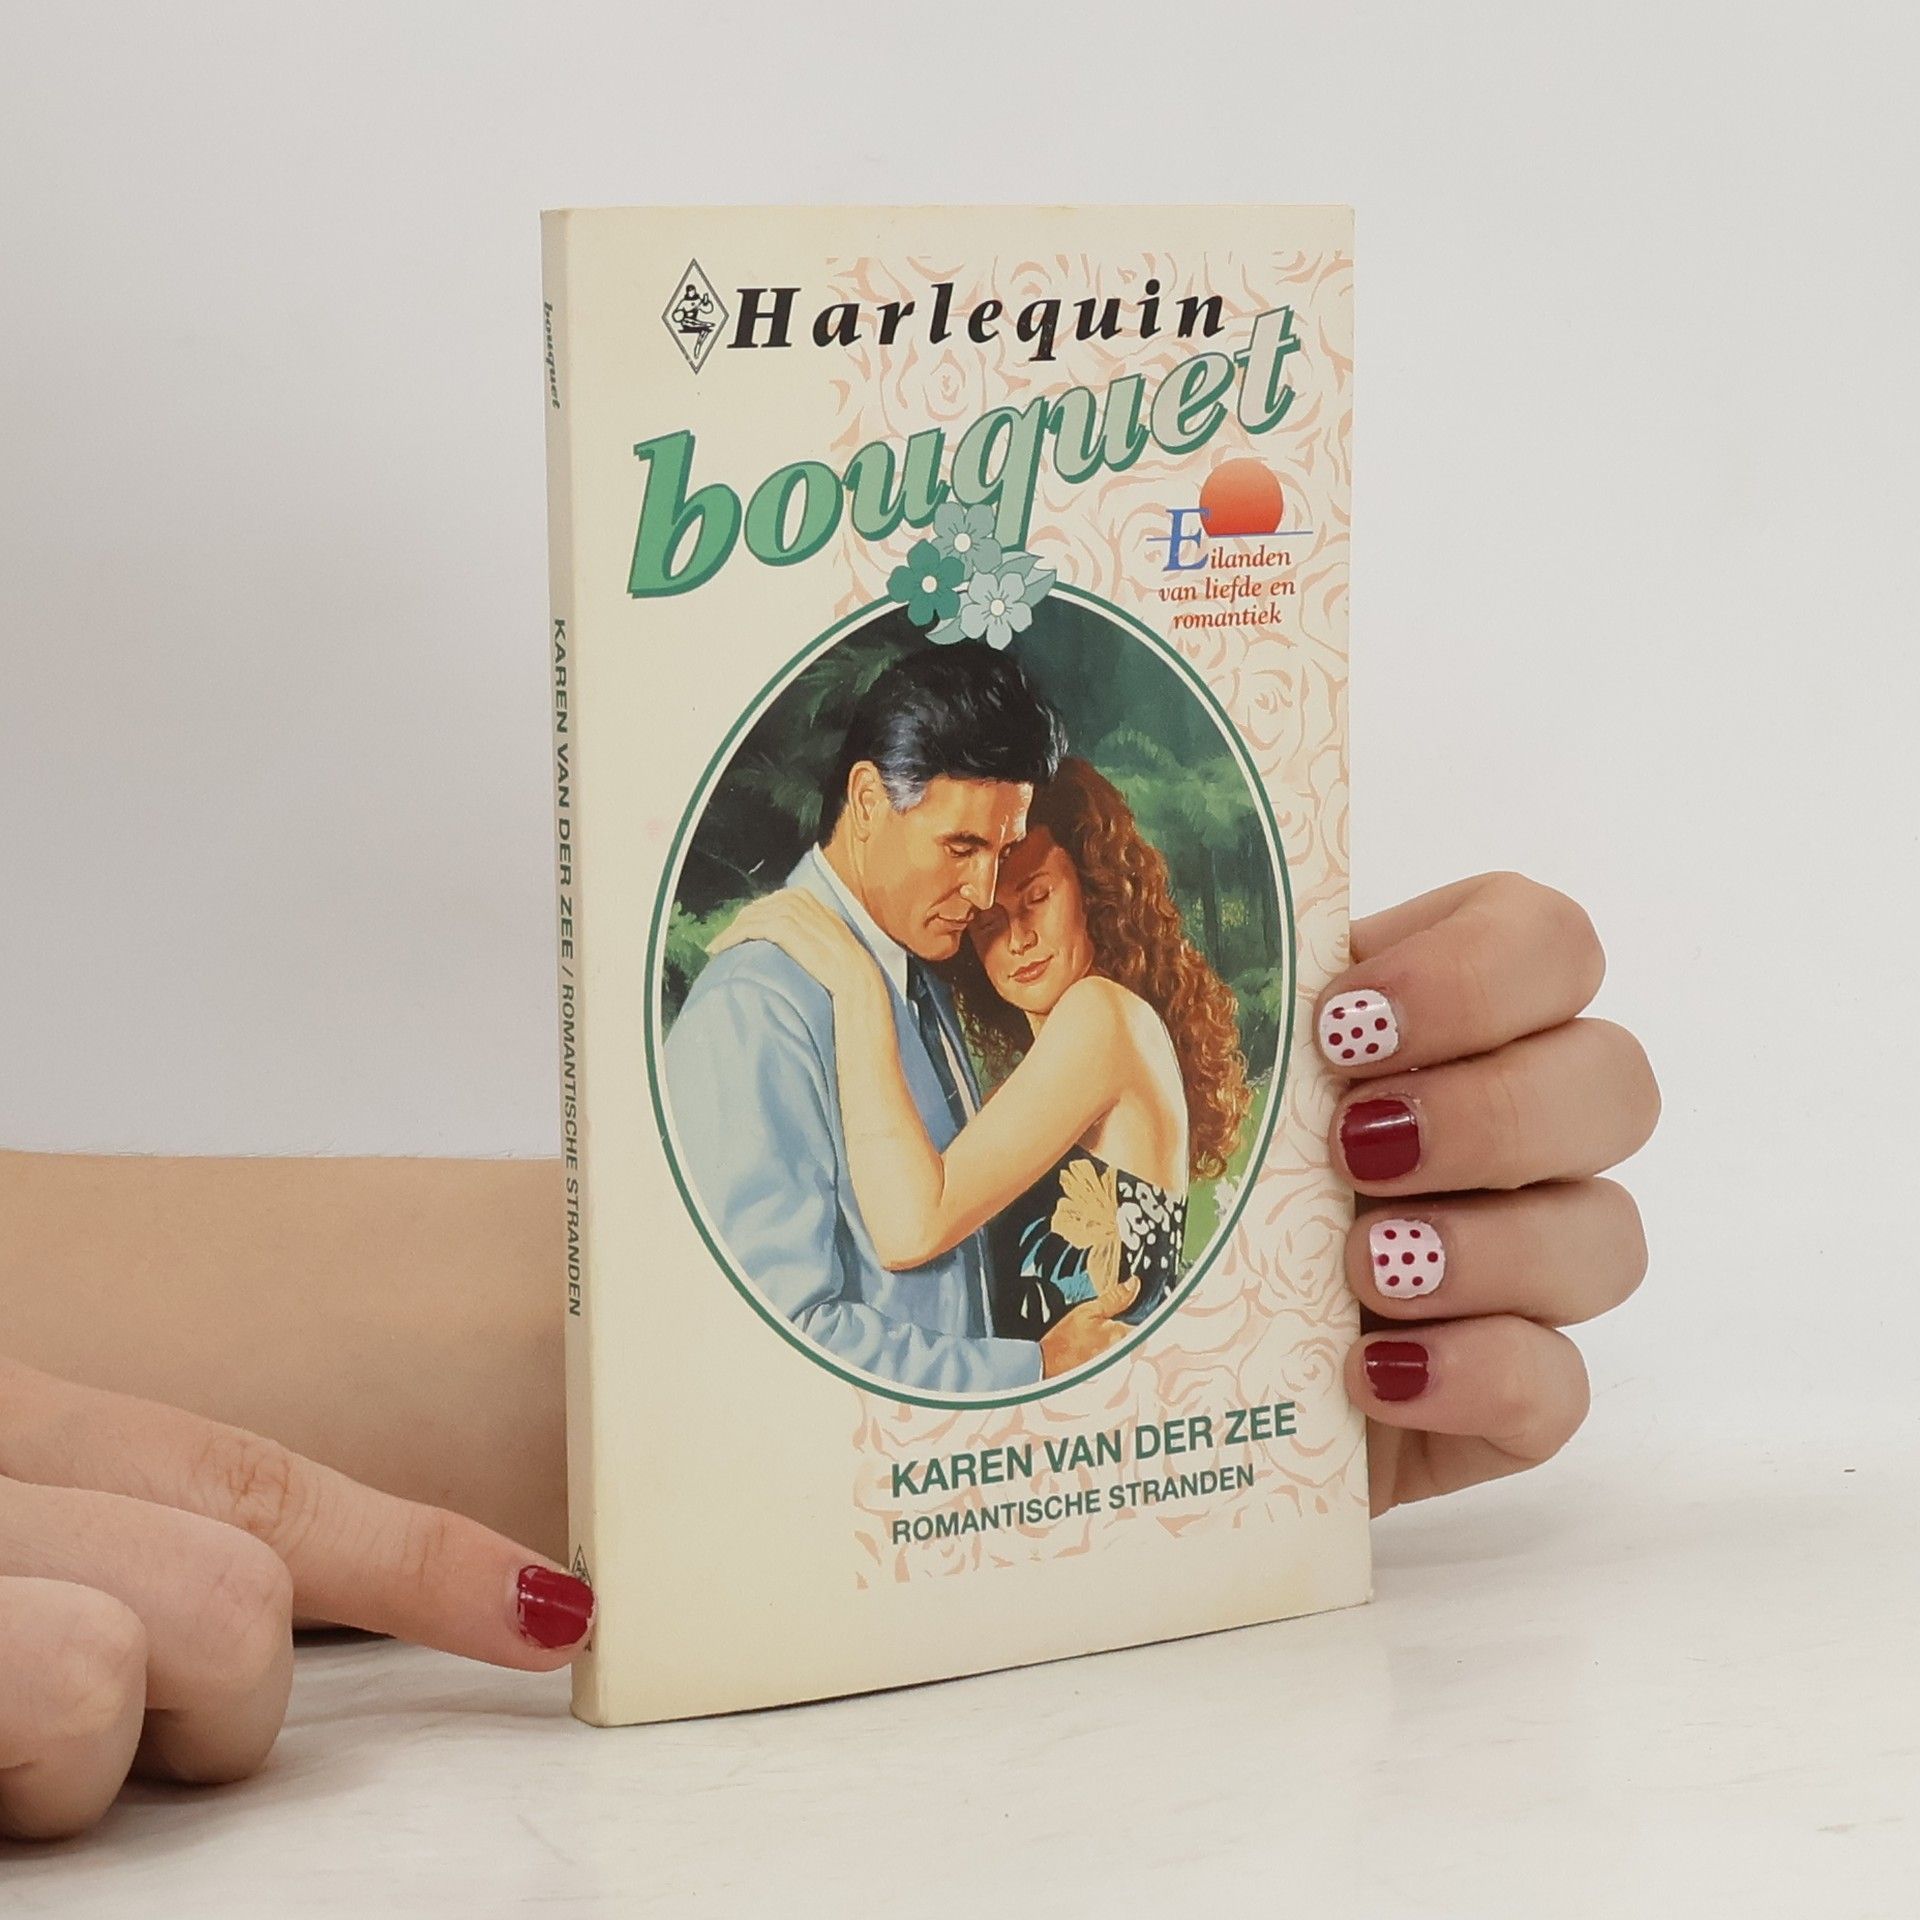 Harlequin
bouquet
Eilanden
van liefde en
romantiek
KAREN VAN DER ZEE
ROMANTISCHE STRANDEN
bouquet
KAREN VAN DER ZEE / ROMANTISCHE STRANDEN